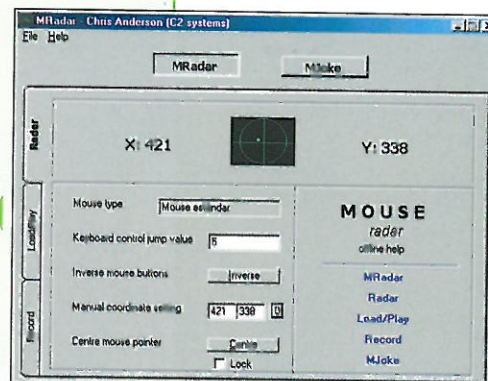 MRadar - Chris Anderson (C2 systems)
File Help
MRadar MJoke
Radar
Load/Play
Record
X: 421
Y: 338
Mouse type Mouse estándar
Keyboard control jump value 5
Inverse mouse buttons Inverse
Manual coordinate setting 421 338
Centre mouse pointer Centre
Lock
MOUSE
radar
offline help
MRadar
Radar
Load/Play
Record
MJoke